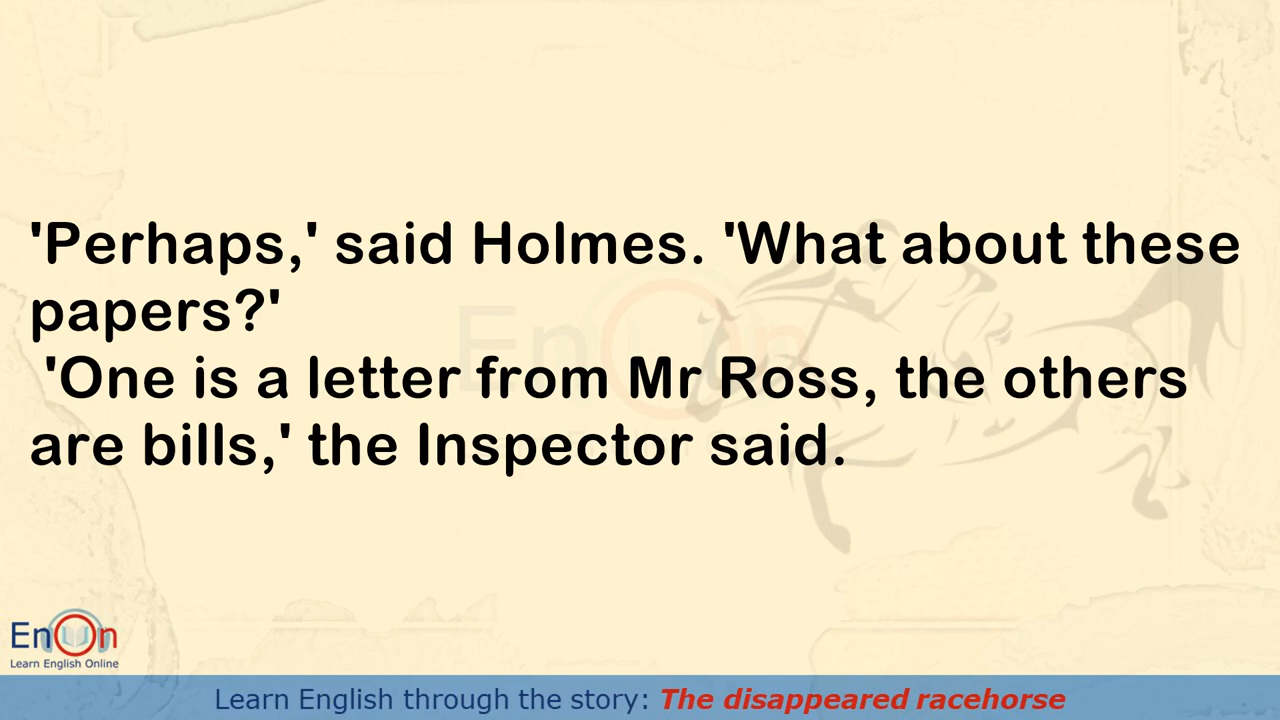 'Perhaps,' said Holmes. 'What about these
papers?'
'One is a letter from Mr Ross, the others
are bills,' the Inspector said.
EnOn
EnOn
Learn English Online
Learn English through the story: The disappeared racehorse